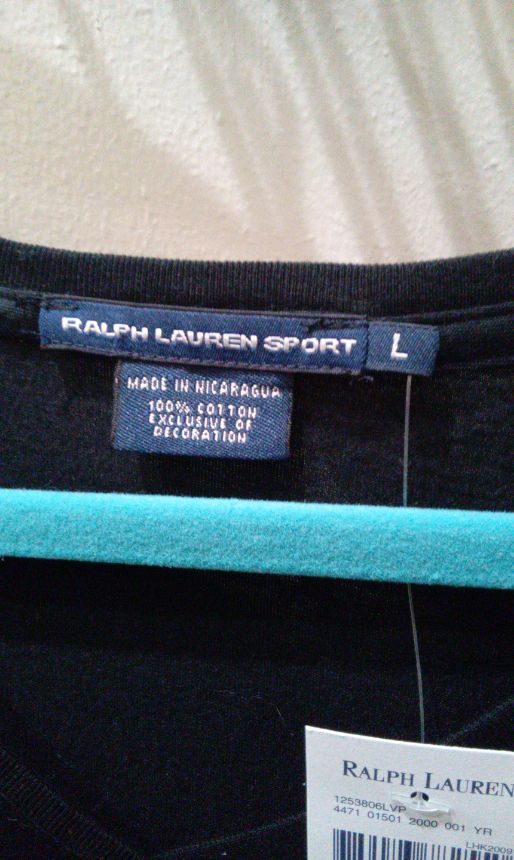 RALPH LAUREN SPORT L
MADE IN NICARAGUA
100% COTTON
EXCLUSIVE OF
DECORATION
RALPH LAUREN
1253806LVP
4471 01501 2000 001 YR
LHK2009